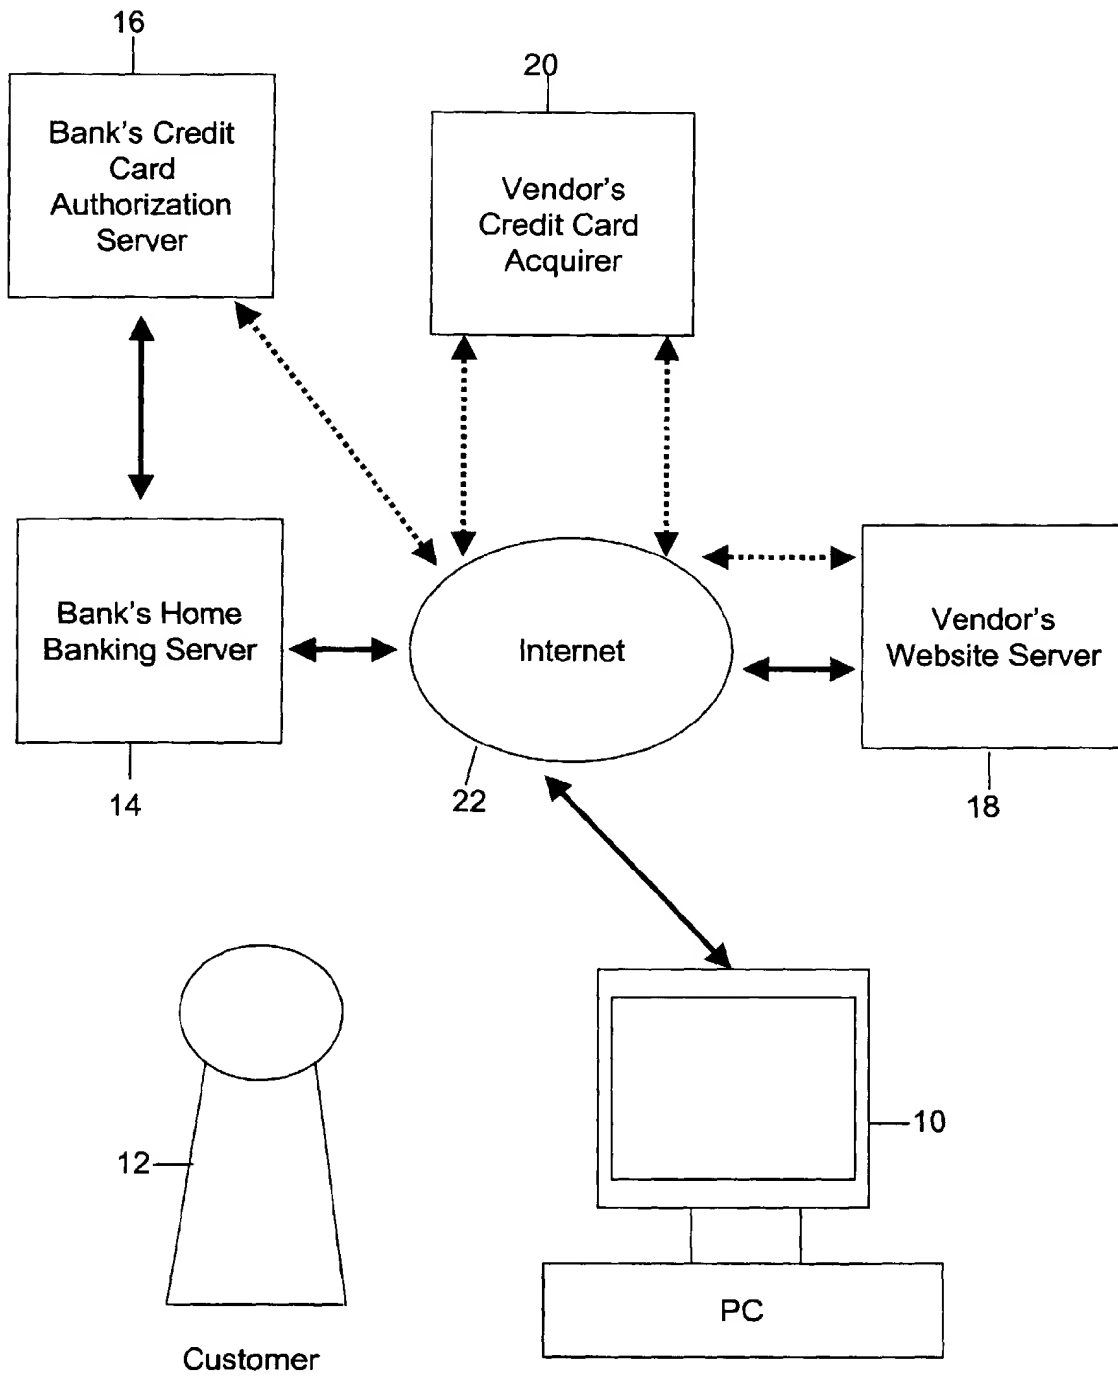 16
Bank's Credit
Card
Authorization
Server
20
Vendor's
Credit Card
Acquirer
Bank's Home
Banking Server
14
Internet
22
Vendor's
Website Server
18
12
Customer
10
PC